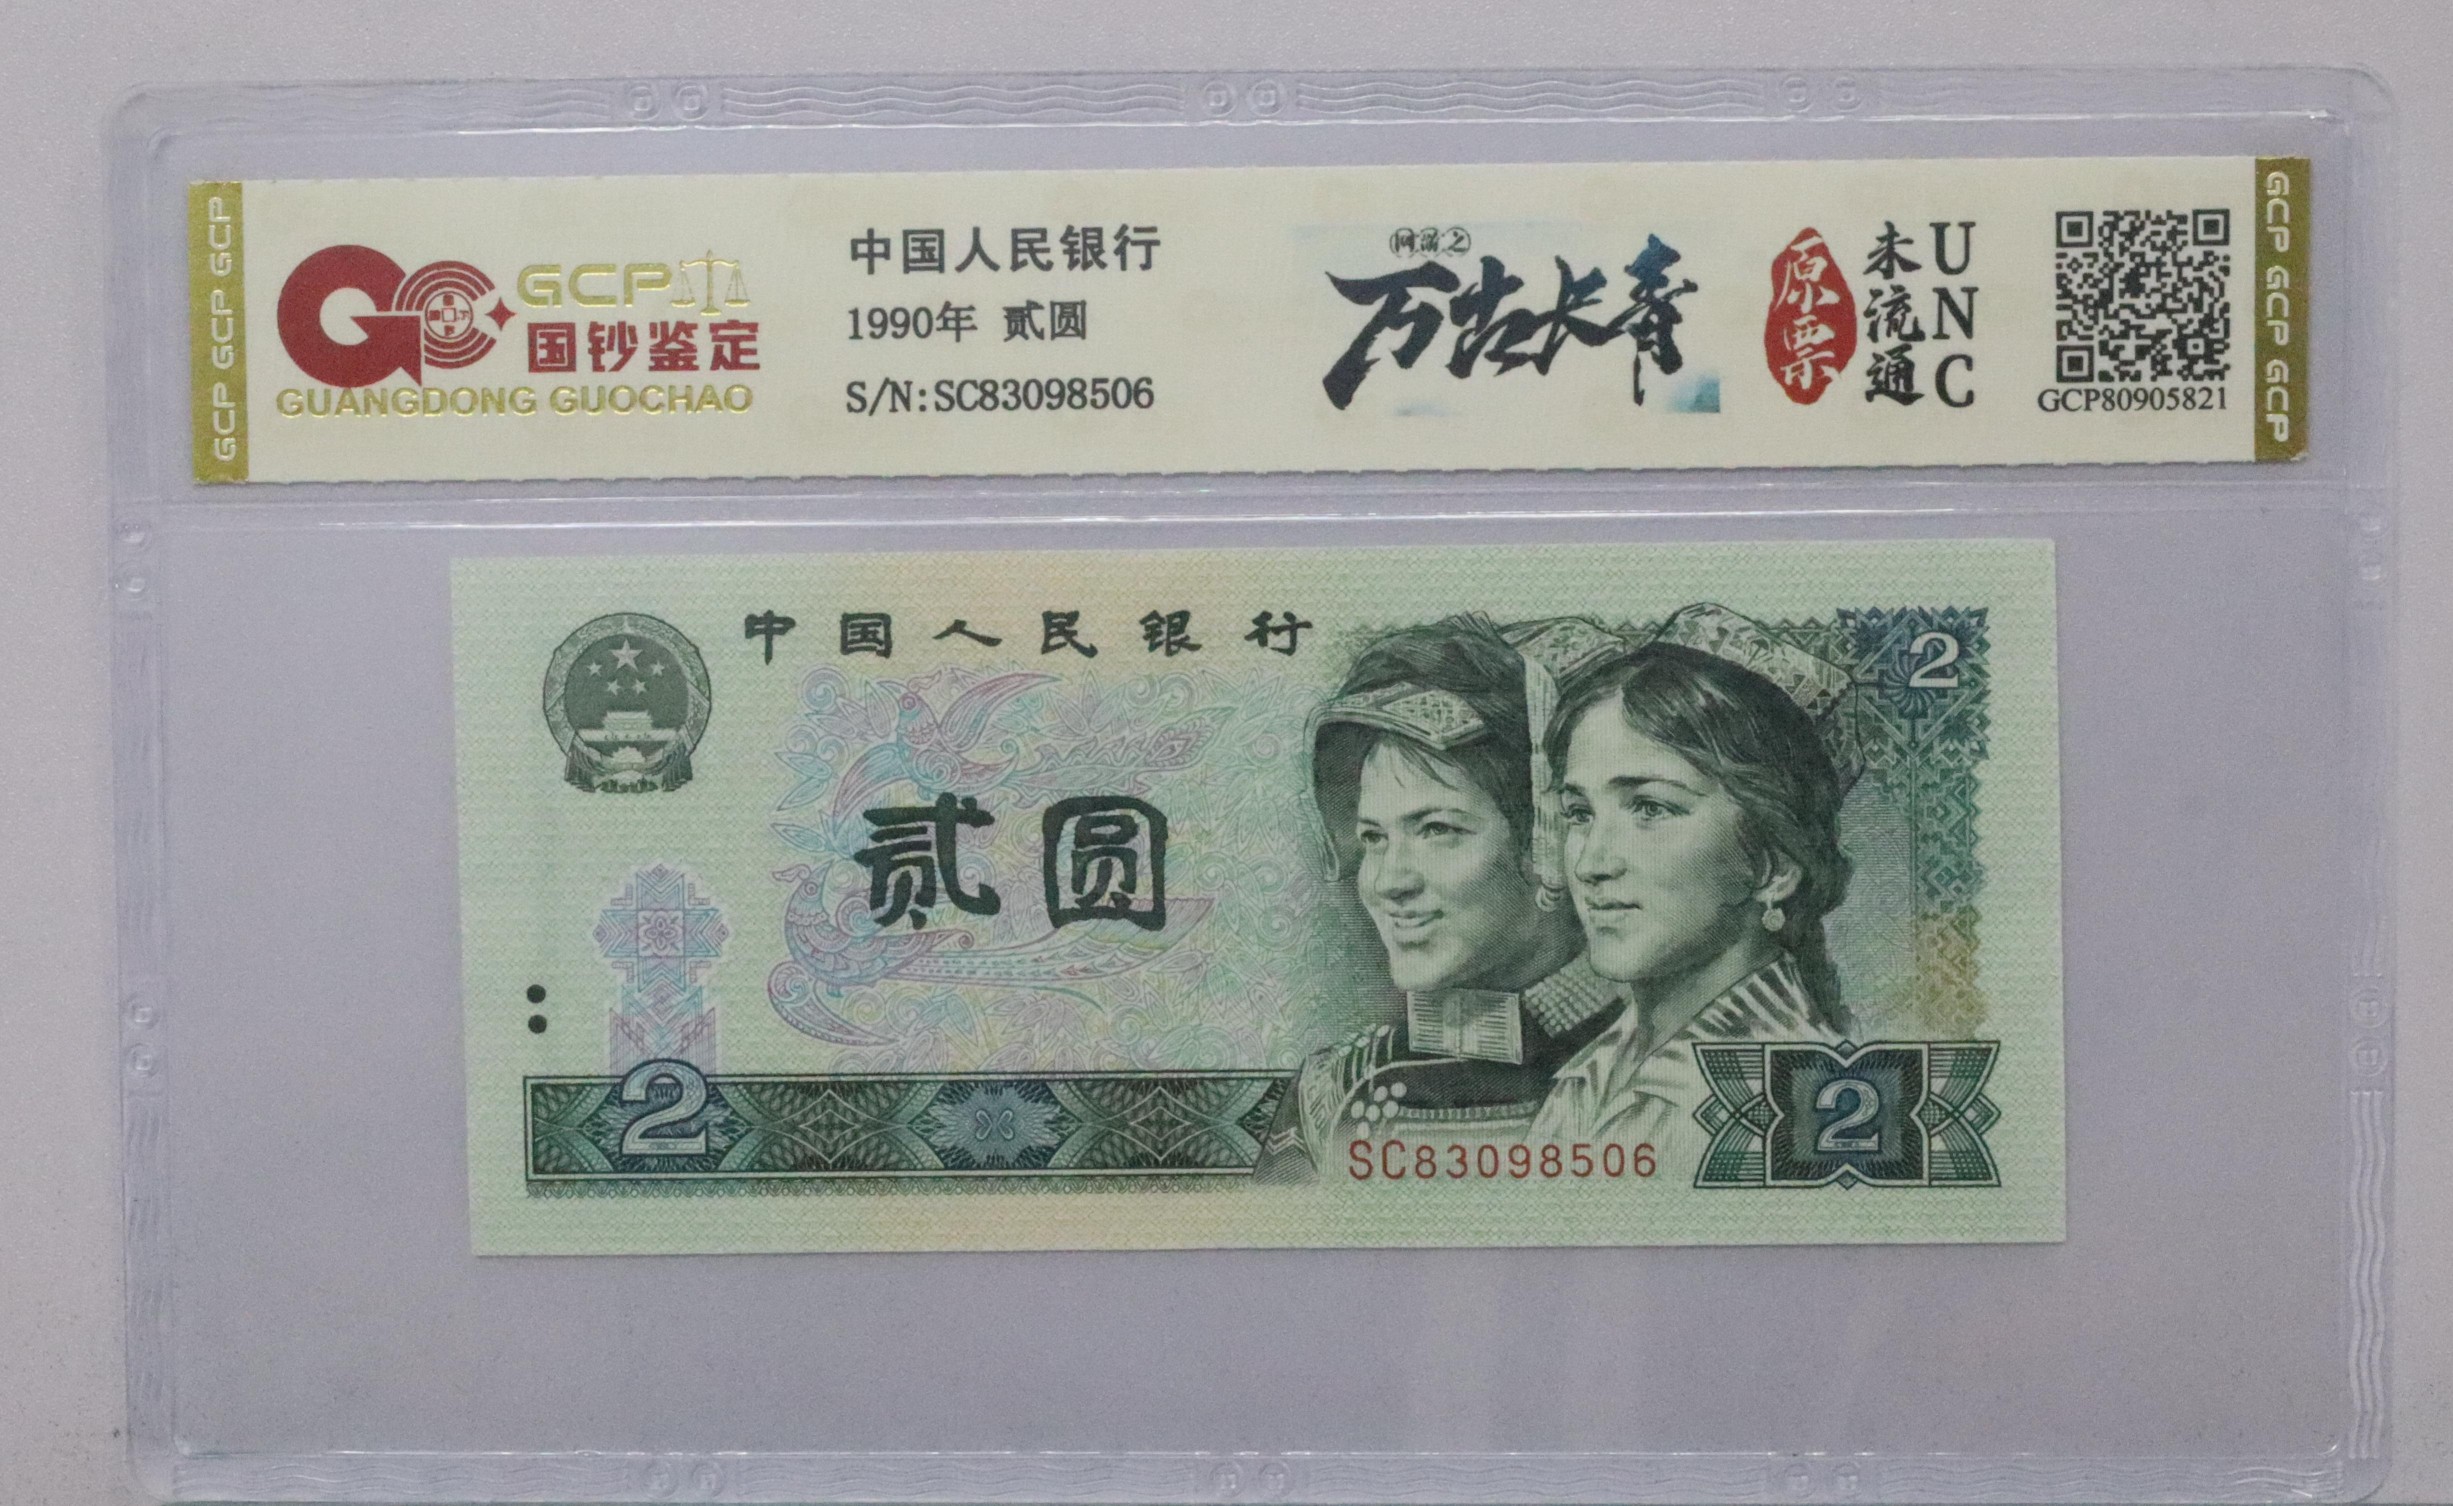 GCP GCP GCP
GCP
国钞鉴定
GUANGDONG GUOCHAO
中国人民银行
1990年 贰圆
S/N:SC83098506
万古长青
原票
未流通
UNC
GCP80905821
GCP GCP GCP
中国人民银行
2
贰圆
2
SC83098506
2